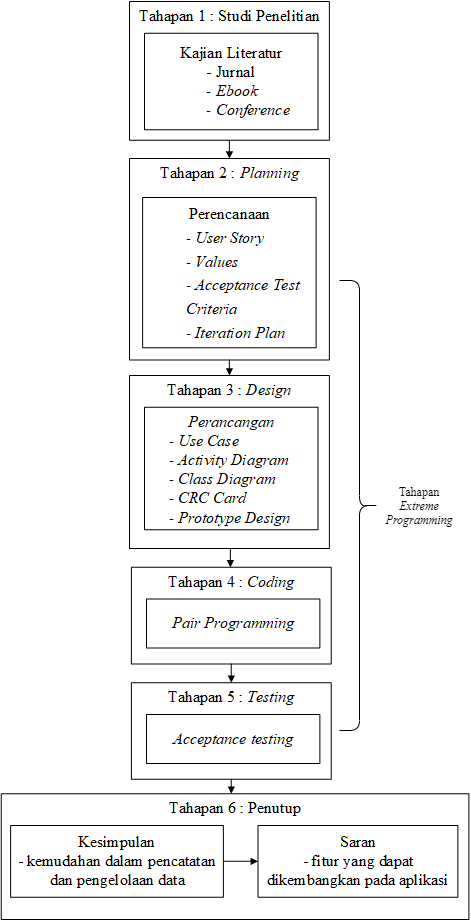 Tahapan 1 : Studi Penelitian
Kajian Literatur
- Jurnal
- Ebook
- Conference
Tahapan 2 : Planning
Perencanaan
- User Story
- Values
- Acceptance Test
Criteria
- Iteration Plan
Tahapan 3 : Design
Perancangan
- Use Case
- Activity Diagram
- Class Diagram
- CRC Card
- Prototype Design
Tahapan
Extreme
Programming
Tahapan 4 : Coding
Pair Programming
Tahapan 5 : Testing
Acceptance testing
Tahapan 6 : Penutup
Kesimpulan
- kemudahan dalam pencatatan
dan pengelolaan data
Saran
- fitur yang dapat
dikembangkan pada aplikasi